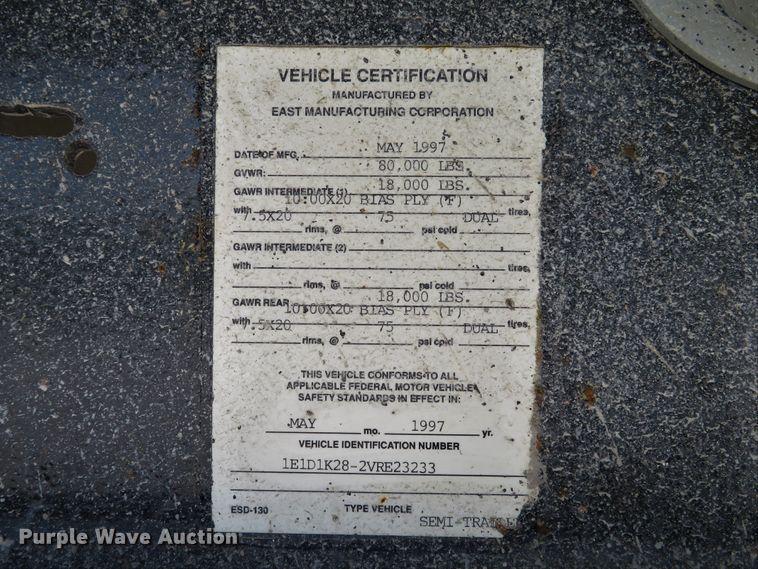 VEHICLE CERTIFICATION
MANUFACTURED BY
EAST MANUFACTURING CORPORATION
DATE OF MFG. MAY 1997
GVWR: 80,000 LBS.
GAWR INTERMEDIATE (1) 18,000 LBS.
with 10:00X20 BIAS PLY (F) tires,
7.5X20 rims, @ 75 psi cold DUAL
GAWR INTERMEDIATE (2)
with tires,
rims, @ psi cold
GAWR REAR 18,000 LBS.
with 10:00X20 BIAS PLY (F) tires,
7.5X20 rims, @ 75 psi cold DUAL
THIS VEHICLE CONFORMS TO ALL
APPLICABLE FEDERAL MOTOR VEHICLE
SAFETY STANDARDS IN EFFECT IN:
MAY mo. 1997 yr.
VEHICLE IDENTIFICATION NUMBER
1E1D1K28-2VRE23233
ESD-130 TYPE VEHICLE SEMI TRAILE
Purple Wave Auction